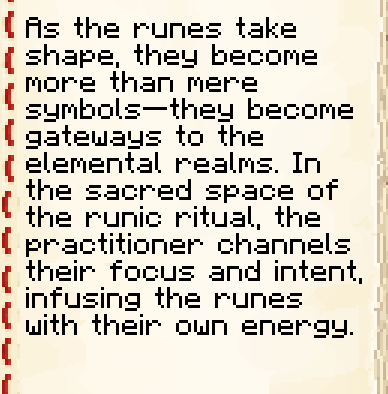 As the runes take
shape, they become
more than mere
symbols—they become
gateways to the
elemental realms. In
the sacred space of
the runic ritual, the
practitioner channels
their focus and intent,
infusing the runes
with their own energy.